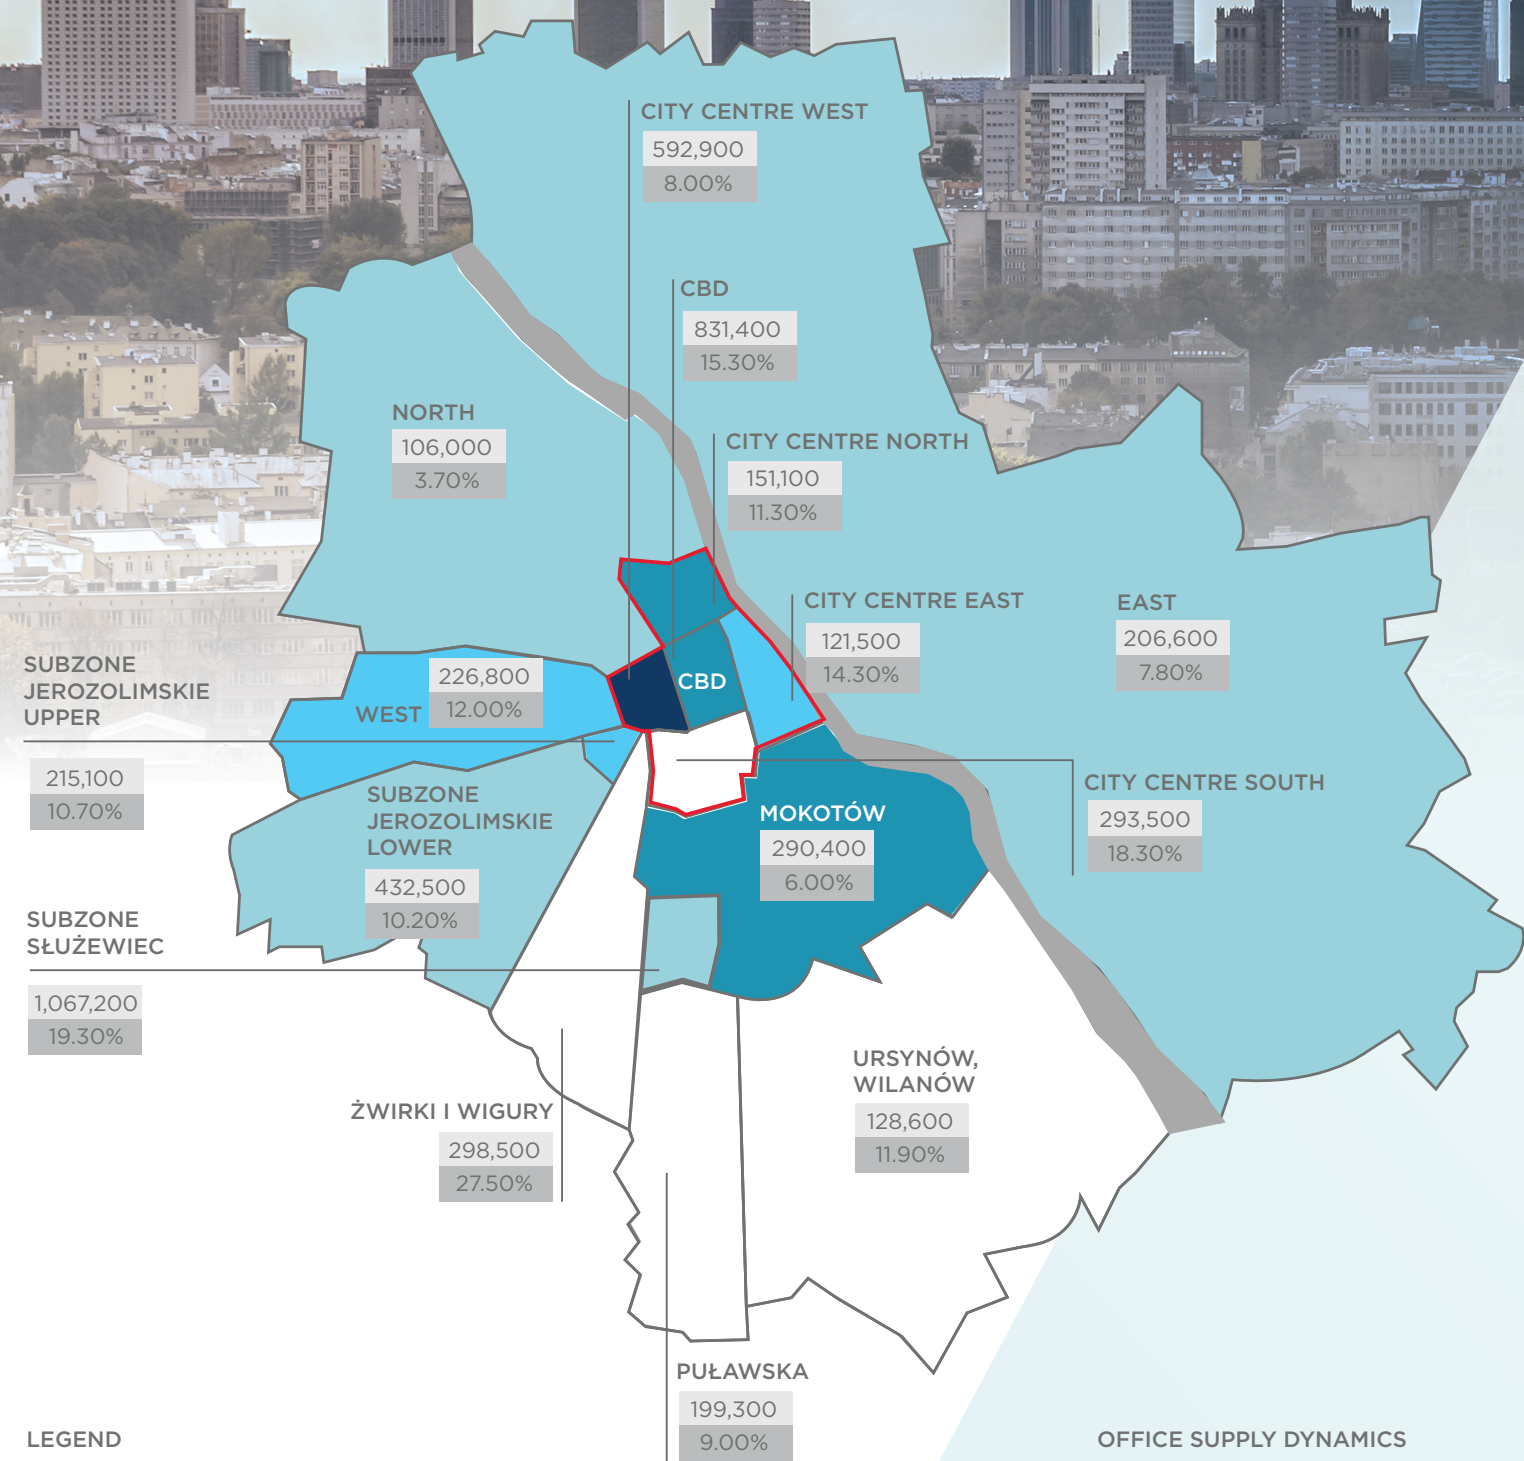 CITY CENTRE WEST
592,900
8.00%
CBD
831,400
15.30%
NORTH
106,000
3.70%
CITY CENTRE NORTH
151,100
11.30%
CITY CENTRE EAST
121,500
14.30%
EAST
206,600
7.80%
SUBZONE
JEROZOLIMSKIE
UPPER
215,100
10.70%
WEST
226,800
12.00%
CBD
CITY CENTRE SOUTH
293,500
18.30%
SUBZONE
JEROZOLIMSKIE
LOWER
432,500
10.20%
MOKOTÓW
290,400
6.00%
SUBZONE
SŁUŻEWIEC
1,067,200
19.30%
ŻWIRKI I WIGURY
298,500
27.50%
URSYNÓW,
WILANÓW
128,600
11.90%
PUŁAWSKA
199,300
9.00%
LEGEND
OFFICE SUPPLY DYNAMICS